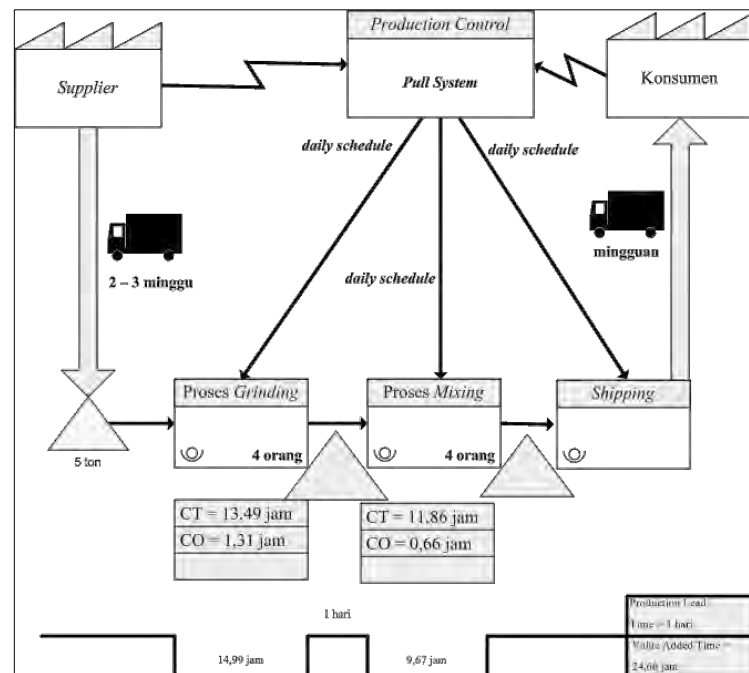 Production Control
Supplier
Pull System
Konsumen
daily schedule
daily schedule
daily schedule
2 – 3 minggu
mingguan
Proses Grinding
Proses Mixing
Shipping
4 orang
4 orang
5 ton
CT = 13,49 jam
CO = 1,31 jam
CT = 11,86 jam
CO = 0,66 jam
1 hari
14,99 jam
9,67 jam
Production Lead
Time = 1 hari
Value Added Time =
24,66 jam